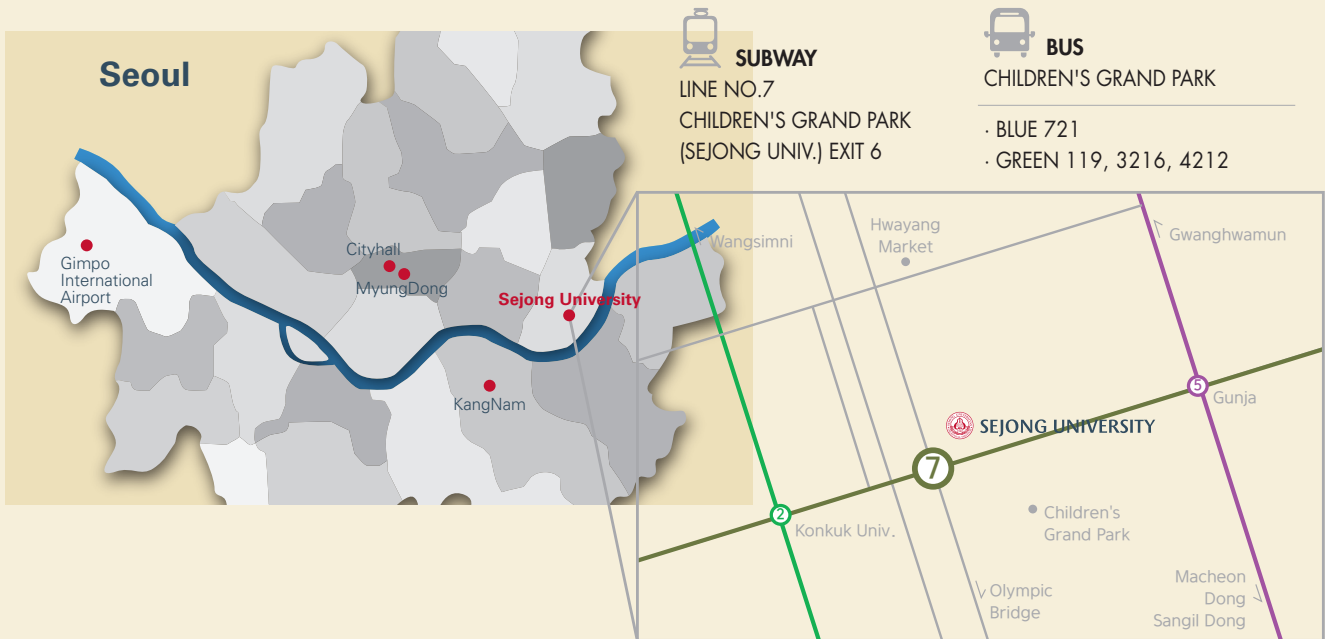 Seoul
Gimpo
International
Airport
Cityhall
MyungDong
Sejong University
KangNam
SUBWAY
LINE NO.7
CHILDREN'S GRAND PARK
(SEJONG UNIV.) EXIT 6
BUS
CHILDREN'S GRAND PARK
· BLUE 721
· GREEN 119, 3216, 4212
Wangsimni
Hwayang
Market
Gwanghwamun
5
Gunja
SEJONG UNIVERSITY
7
2
Konkuk Univ.
Children's
Grand Park
Olympic
Bridge
Macheon
Dong
Sangil Dong